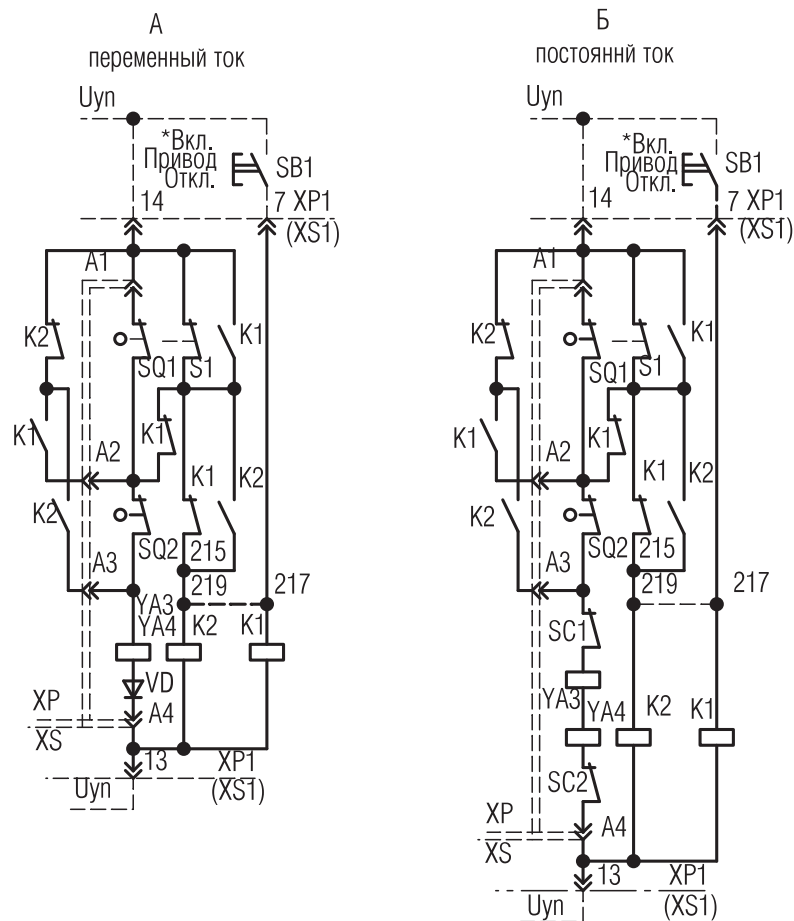 А
переменный ток
Uуп
*Вкл.
Привод
Откл.
SB1
14
7 XP1
(XS1)
A1
K2
SQ1
S1
K1
K1
A2
K1
K1
K2
K2
SQ2
215
A3
219
217
YA3
YA4
K2
K1
VD
XP
A4
XS
13
XP1
(XS1)
Uуп
Б
постоянй ток
Uуп
*Вкл.
Привод
Откл.
SB1
14
7 XP1
(XS1)
A1
K2
SQ1
S1
K1
K1
A2
K1
K1
K2
K2
SQ2
215
A3
219
217
SC1
YA3
YA4
K2
K1
SC2
XP
A4
XS
13
XP1
(XS1)
Uуп